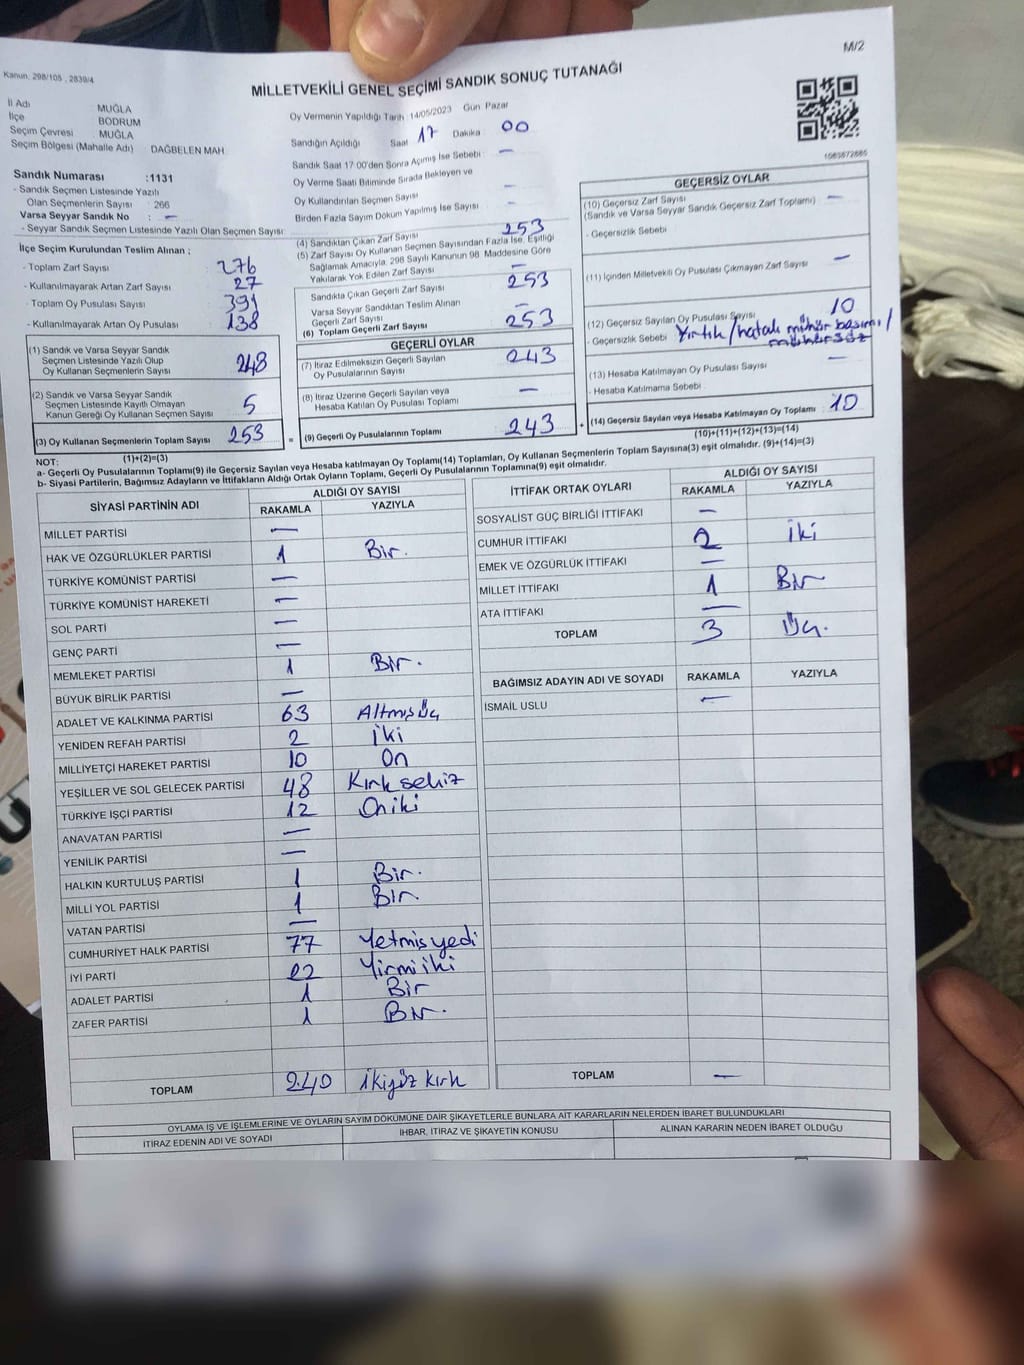 M/2
Kanun: 298/105 , 2839/4
MİLLETVEKİLİ GENEL SEÇİMİ SANDIK SONUÇ TUTANAĞI
İl Adı MUĞLA
İlçe BODRUM
Seçim Çevresi MUĞLA
Seçim Bölgesi (Mahalle Adı) DAĞBELEN MAH
Sandık Numarası :1131
- Sandık Seçmen Listesinde Yazılı
Olan Seçmenlerin Sayısı : 266
Varsa Seyyar Sandık No : —
- Seyyar Sandık Seçmen Listesinde Yazılı Olan Seçmen Sayısı:
Oy Vermenin Yapıldığı Tarih :14/05/2023 Gün: Pazar
Sandığın Açıldığı Saat 17 Dakika : 00
Sandık Saat 17:00'den Sonra Açmış İse Sebebi : —
Oy Verme Saati Bitiminde Sırada Bekleyen ve
Oy Kullandırılan Seçmen Sayısı : —
Birden Fazla Sayım Döküm Yapılmış İse Sayısı : —
1563672865
İlçe Seçim Kurulundan Teslim Alınan ;
- Toplam Zarf Sayısı : 276
- Kullanılmayarak Artan Zarf Sayısı : 27
- Toplam Oy Pusulası Sayısı : 391
- Kullanılmayarak Artan Oy Pusulası : 138
(1) Sandık ve Varsa Seyyar Sandık
Seçmen Listesinde Yazılı Olup
Oy Kullanan Seçmenlerin Sayısı 248
(2) Sandık ve Varsa Seyyar Sandık
Seçmen Listesinde Kayıtlı Olmayan
Kanun Gereği Oy Kullanan Seçmen Sayısı 5
(3) Oy Kullanan Seçmenlerin Toplam Sayısı 253
(1)+(2)=(3)
(4) Sandıktan Çıkan Zarf Sayısı 253
(5) Zarf Sayısı Oy Kullanan Seçmen Sayısından Fazla İse, Eşitliği
Sağlamak Amacıyla, 298 Sayılı Kanunun 98. Maddesine Göre
Yakılarak Yok Edilen Zarf Sayısı —
Sandıkta Çıkan Geçerli Zarf Sayısı 253
Varsa Seyyar Sandıktan Teslim Alınan
Geçerli Zarf Sayısı —
(6) Toplam Geçerli Zarf Sayısı 253
GEÇERLİ OYLAR
(7) İtiraz Edilmeksizin Geçerli Sayılan
Oy Pusulalarının Sayısı 243
(8) İtiraz Üzerine Geçerli Sayılan veya
Hesaba Katılan Oy Pusulası Toplamı —
= (9) Geçerli Oy Pusulalarının Toplamı 243
GEÇERSİZ OYLAR
(10) Geçersiz Zarf Sayısı —
(Sandık ve Varsa Seyyar Sandık Geçersiz Zarf Toplamı)
- Geçersizlik Sebebi :
(11) İçinden Milletvekili Oy Pusulası Çıkmayan Zarf Sayısı —
(12) Geçersiz Sayılan Oy Pusulası Sayısı 10
- Geçersizlik Sebebi : Yırtık/hatalı mühür basımı/
mühürsüz
(13) Hesaba Katılmayan Oy Pusulası Sayısı —
- Hesaba Katılmama Sebebi :
+ (14) Geçersiz Sayılan veya Hesaba Katılmayan Oy Toplamı 10
(10)+(11)+(12)+(13)=(14)
NOT:
a- Geçerli Oy Pusulalarının Toplamı(9) ile Geçersiz Sayılan veya Hesaba katılmayan Oy Toplamı(14) Toplamları, Oy Kullanan Seçmenlerin Toplam Sayısına(3) eşit olmalıdır. (9)+(14)=(3)
b- Siyasi Partilerin, Bağımsız Adayların ve İttifakların Aldığı Ortak Oyların Toplamı, Geçerli Oy Pusulalarının Toplamına(9) eşit olmalıdır.
SİYASİ PARTİNİN ADI ALDIĞI OY SAYISI
RAKAMLA YAZIYLA
MİLLET PARTİSİ —
HAK VE ÖZGÜRLÜKLER PARTİSİ 1 Bir.
TÜRKİYE KOMÜNİST PARTİSİ —
TÜRKİYE KOMÜNİST HAREKETİ —
SOL PARTİ —
GENÇ PARTİ —
MEMLEKET PARTİSİ 1 Bir.
BÜYÜK BİRLİK PARTİSİ —
ADALET VE KALKINMA PARTİSİ 63 Altmışüç
YENİDEN REFAH PARTİSİ 2 İki
MİLLİYETÇİ HAREKET PARTİSİ 10 On
YEŞİLLER VE SOL GELECEK PARTİSİ 48 Kırk sekiz
TÜRKİYE İŞÇİ PARTİSİ 12 Oniki
ANAVATAN PARTİSİ —
YENİLİK PARTİSİ —
HALKIN KURTULUŞ PARTİSİ 1 Bir.
MİLLİ YOL PARTİSİ 1 Bir.
VATAN PARTİSİ —
CUMHURİYET HALK PARTİSİ 77 Yetmiş yedi
İYİ PARTİ 22 Yirmiiki
ADALET PARTİSİ 1 Bir
ZAFER PARTİSİ 1 Bir.
TOPLAM 240 İkiyüz kırk
İTTİFAK ORTAK OYLARI ALDIĞI OY SAYISI
RAKAMLA YAZIYLA
SOSYALİST GÜÇ BİRLİĞİ İTTİFAKI —
CUMHUR İTTİFAKI 2 İki
EMEK VE ÖZGÜRLÜK İTTİFAKI —
MİLLET İTTİFAKI 1 Bir
ATA İTTİFAKI —
TOPLAM 3 Üç.
BAĞIMSIZ ADAYIN ADI VE SOYADI RAKAMLA YAZIYLA
İSMAİL USLU —
TOPLAM —
OYLAMA İŞ VE İŞLEMLERİNE VE OYLARIN SAYIM DÖKÜMÜNE DAİR ŞİKAYETLERLE BUNLARA AİT KARARLARIN NELERDEN İBARET BULUNDUKLARI
İTİRAZ EDENİN ADI VE SOYADI İHBAR, İTİRAZ VE ŞİKAYETİN KONUSU ALINAN KARARIN NEDEN İBARET OLDUĞU